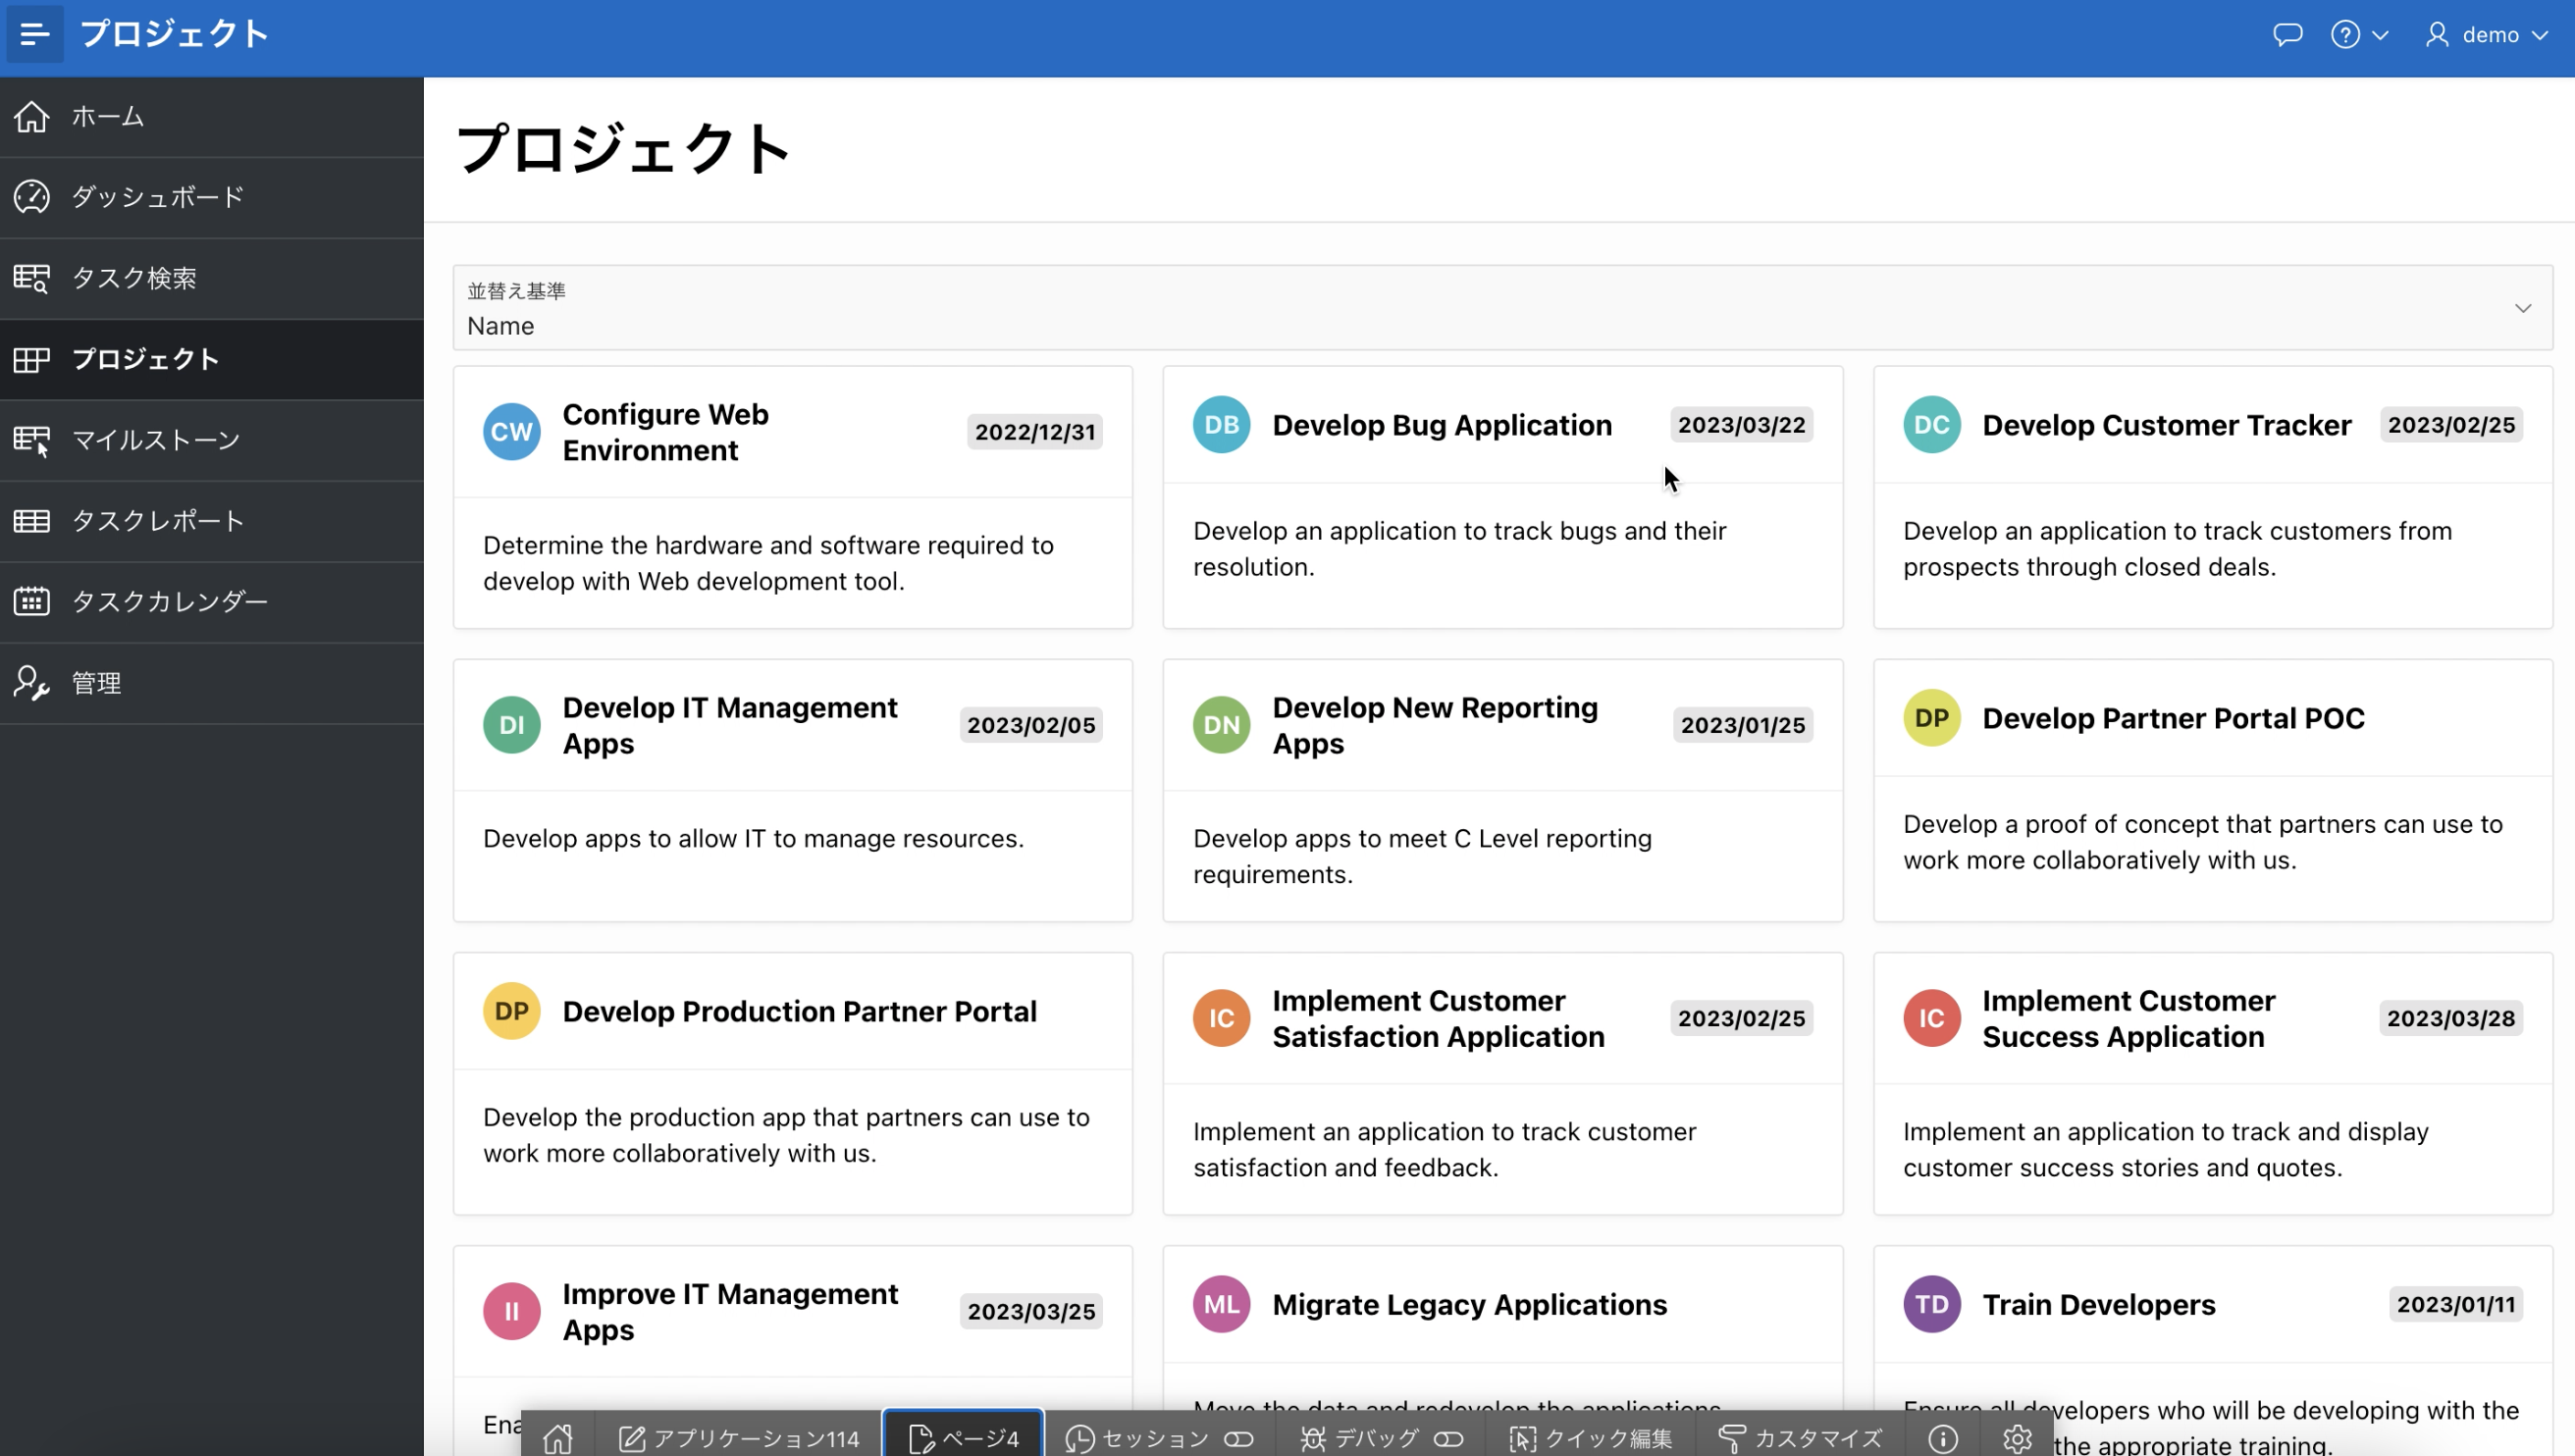 プロジェクト
demo
ホーム
ダッシュボード
タスク検索
プロジェクト
マイルストーン
タスクレポート
タスクカレンダー
管理
プロジェクト
並替え基準
Name
CW
Configure Web
Environment
2022/12/31
Determine the hardware and software required to
develop with Web development tool.
DB
Develop Bug Application
2023/03/22
Develop an application to track bugs and their
resolution.
DC
Develop Customer Tracker
2023/02/25
Develop an application to track customers from
prospects through closed deals.
DI
Develop IT Management
Apps
2023/02/05
Develop apps to allow IT to manage resources.
DN
Develop New Reporting
Apps
2023/01/25
Develop apps to meet C Level reporting
requirements.
DP
Develop Partner Portal POC
Develop a proof of concept that partners can use to
work more collaboratively with us.
DP
Develop Production Partner Portal
Develop the production app that partners can use to
work more collaboratively with us.
IC
Implement Customer
Satisfaction Application
2023/02/25
Implement an application to track customer
satisfaction and feedback.
IC
Implement Customer
Success Application
2023/03/28
Implement an application to track and display
customer success stories and quotes.
II
Improve IT Management
Apps
2023/03/25
ML
Migrate Legacy Applications
Move the data and redevelop the applications
TD
Train Developers
2023/01/11
Ensure all developers who will be developing with the
the appropriate training.
アプリケーション114
ページ4
セッション
デバッグ
クイック編集
カスタマイズ